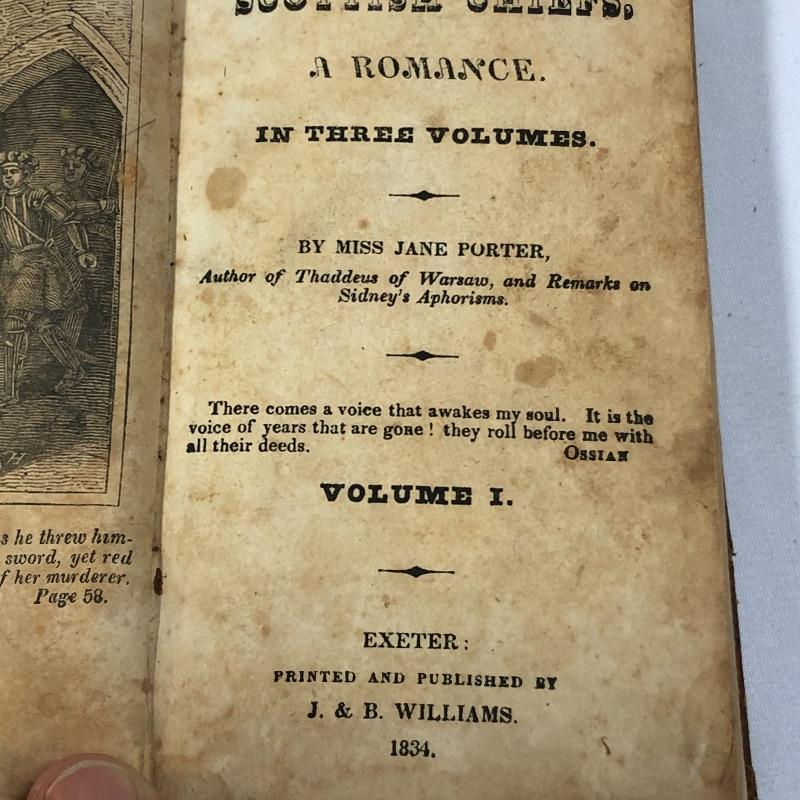 SCOTTISH CHIEFS,
A ROMANCE.
IN THREE VOLUMES.
BY MISS JANE PORTER,
Author of Thaddeus of Warsaw, and Remarks on
Sidney's Aphorisms.
There comes a voice that awakes my soul. It is the
voice of years that are gone ! they roll before me with
all their deeds. OSSIAN
VOLUME I.
EXETER:
PRINTED AND PUBLISHED BY
J. & B. WILLIAMS.
1834.
s he threw him-
sword, yet red
f her murderer.
Page 58.
H